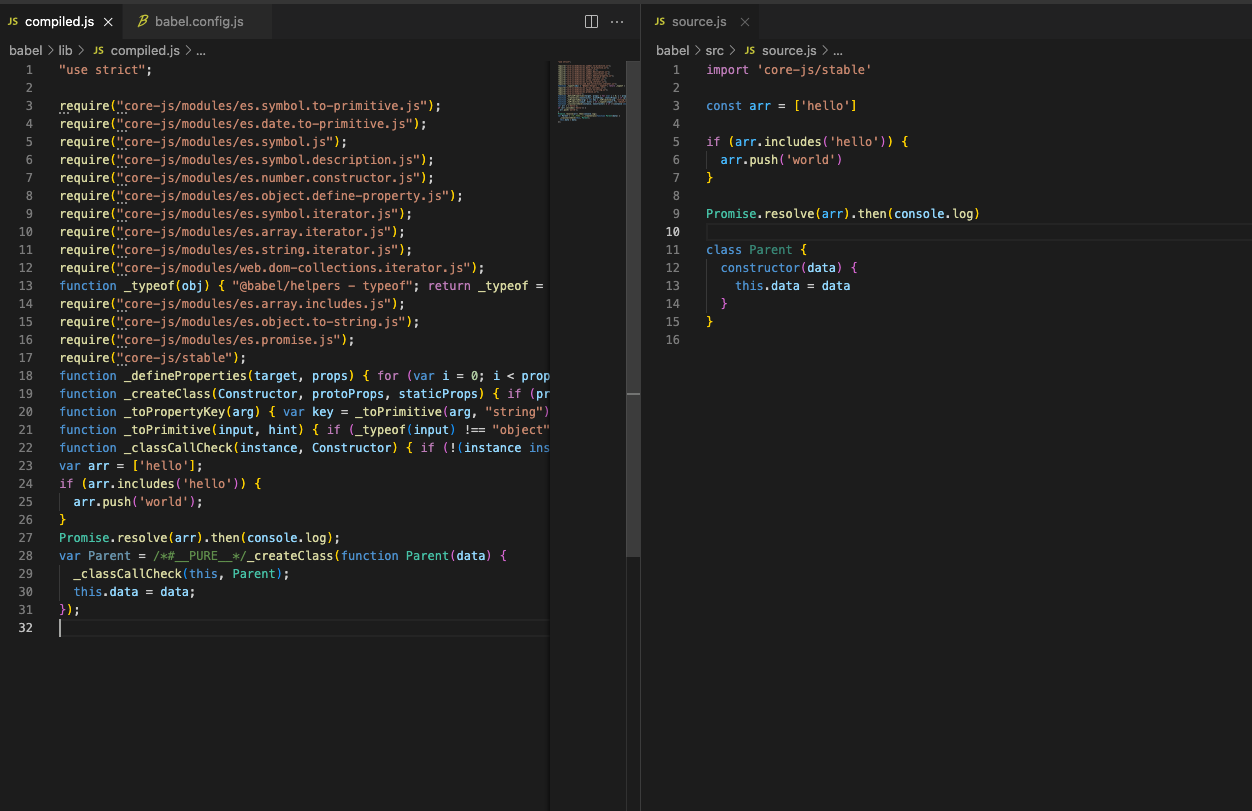 JS compiled.js × babel.config.js
babel > lib > JS compiled.js > ...
1 "use strict";
2
3 require("core-js/modules/es.symbol.to-primitive.js");
4 require("core-js/modules/es.date.to-primitive.js");
5 require("core-js/modules/es.symbol.js");
6 require("core-js/modules/es.symbol.description.js");
7 require("core-js/modules/es.number.constructor.js");
8 require("core-js/modules/es.object.define-property.js");
9 require("core-js/modules/es.symbol.iterator.js");
10 require("core-js/modules/es.array.iterator.js");
11 require("core-js/modules/es.string.iterator.js");
12 require("core-js/modules/web.dom-collections.iterator.js");
13 function _typeof(obj) { "@babel/helpers - typeof"; return _typeof =
14 require("core-js/modules/es.array.includes.js");
15 require("core-js/modules/es.object.to-string.js");
16 require("core-js/modules/es.promise.js");
17 require("core-js/stable");
18 function _defineProperties(target, props) { for (var i = 0; i < prop
19 function _createClass(Constructor, protoProps, staticProps) { if (pr
20 function _toPropertyKey(arg) { var key = _toPrimitive(arg, "string")
21 function _toPrimitive(input, hint) { if (_typeof(input) !== "object"
22 function _classCallCheck(instance, Constructor) { if (!(instance ins
23 var arr = ['hello'];
24 if (arr.includes('hello')) {
25 arr.push('world');
26 }
27 Promise.resolve(arr).then(console.log);
28 var Parent = /*#__PURE__*/_createClass(function Parent(data) {
29 _classCallCheck(this, Parent);
30 this.data = data;
31 });
32
JS source.js ×
babel > src > JS source.js > ...
1 import 'core-js/stable'
2
3 const arr = ['hello']
4
5 if (arr.includes('hello')) {
6 arr.push('world')
7 }
8
9 Promise.resolve(arr).then(console.log)
10
11 class Parent {
12 constructor(data) {
13 this.data = data
14 }
15 }
16